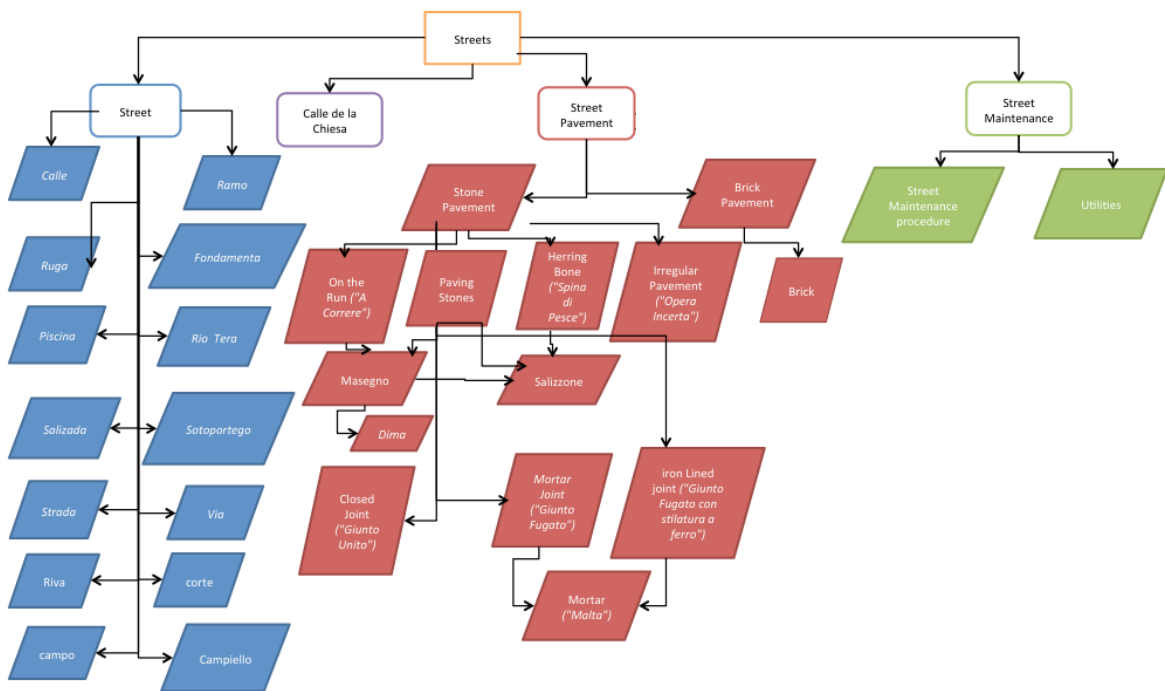 Streets
Street
Calle de la
Chiesa
Street
Pavement
Street
Maintenance
Calle
Ramo
Stone
Pavement
Brick
Pavement
Street
Maintenance
procedure
Utilities
Ruga
Fondamenta
On the
Run ("A
Correre")
Paving
Stones
Herring
Bone
("Spina
di
Pesce")
Irregular
Pavement
("Opera
Incerta")
Brick
Piscina
Rio Tera
Masegno
Salizzone
Salizada
Sotoportego
Dima
Closed
Joint
("Giunto
Unito")
Mortar
Joint
("Giunto
Fugato")
iron Lined
joint ("Giunto
Fugato con
stilatura a
ferro")
Strada
Via
Riva
corte
Mortar
("Malta")
campo
Campiello